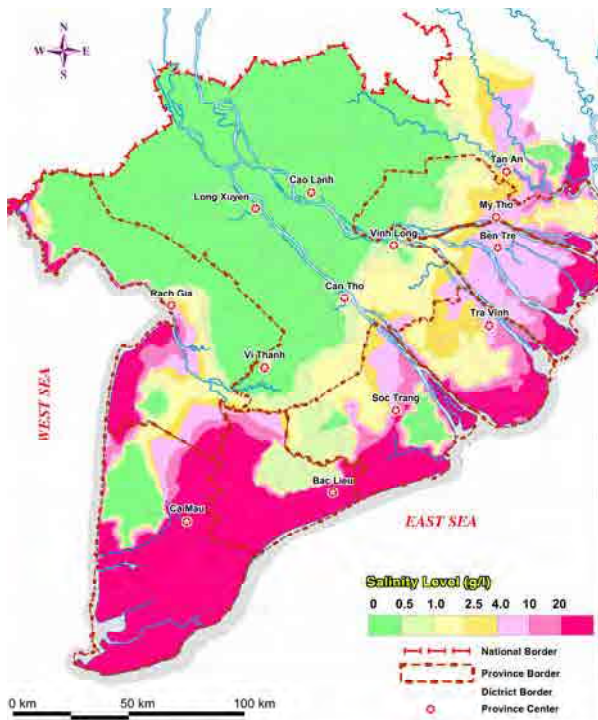 N
W E
S
Tan An
Cao Lanh
Long Xuyen
My Tho
Ben Tre
Vinh Long
Can Tho
Rach Gia
Tra Vinh
Vi Thanh
WEST SEA
Soc Trang
Bac Lieu
Ca Mau
EAST SEA
Salinity Level (g/l)
0 0.5 1.0 2.5 4.0 10 20
National Border
Province Border
Dictrict Border
Province Center
0 km 50 km 100 km